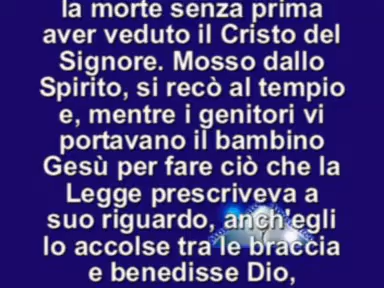 la morte senza prima
aver veduto il Cristo del
Signore. Mosso dallo
Spirito, si recò al tempio
e, mentre i genitori vi
portavano il bambino
Gesù per fare ciò che la
Legge prescriveva a
suo riguardo, anch'egli
lo accolse tra le braccia
e benedisse Dio,